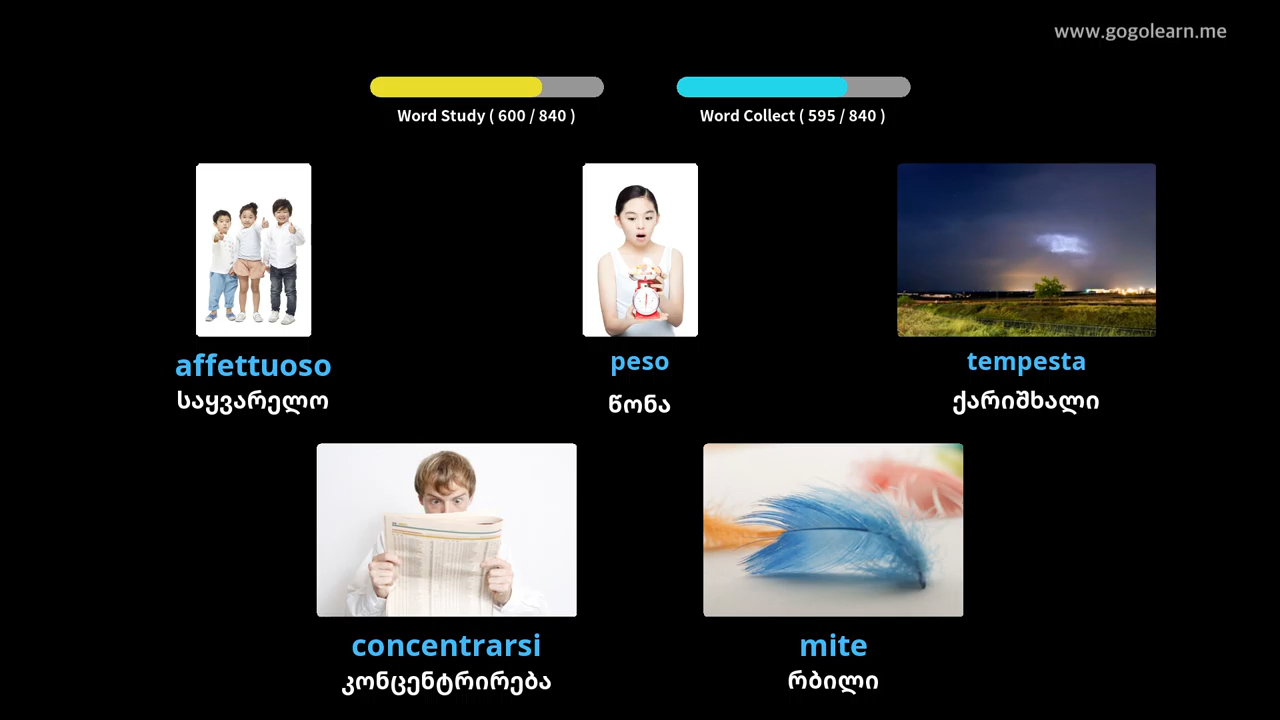 www.gogolearn.me
Word Study ( 600 / 840 )
Word Collect ( 595 / 840 )
affettuoso
საყვარელო
peso
წონა
tempesta
ქარიშხალი
concentrarsi
კონცენტრირება
mite
რბილი